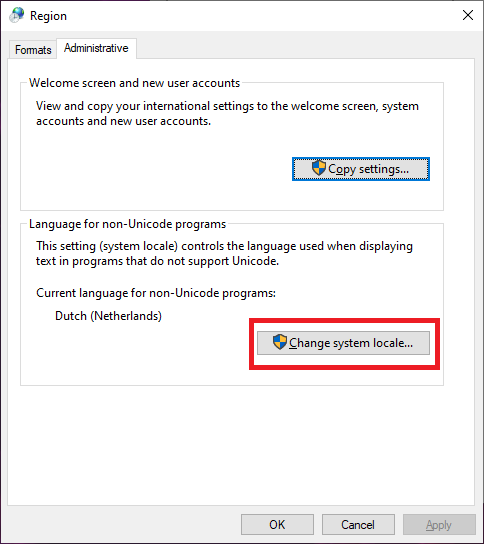 Region
Formats
Administrative
Welcome screen and new user accounts
View and copy your international settings to the welcome screen, system
accounts and new user accounts.
Copy settings...
Language for non-Unicode programs
This setting (system locale) controls the language used when displaying
text in programs that do not support Unicode.
Current language for non-Unicode programs:
Dutch (Netherlands)
Change system locale...
OK
Cancel
Apply